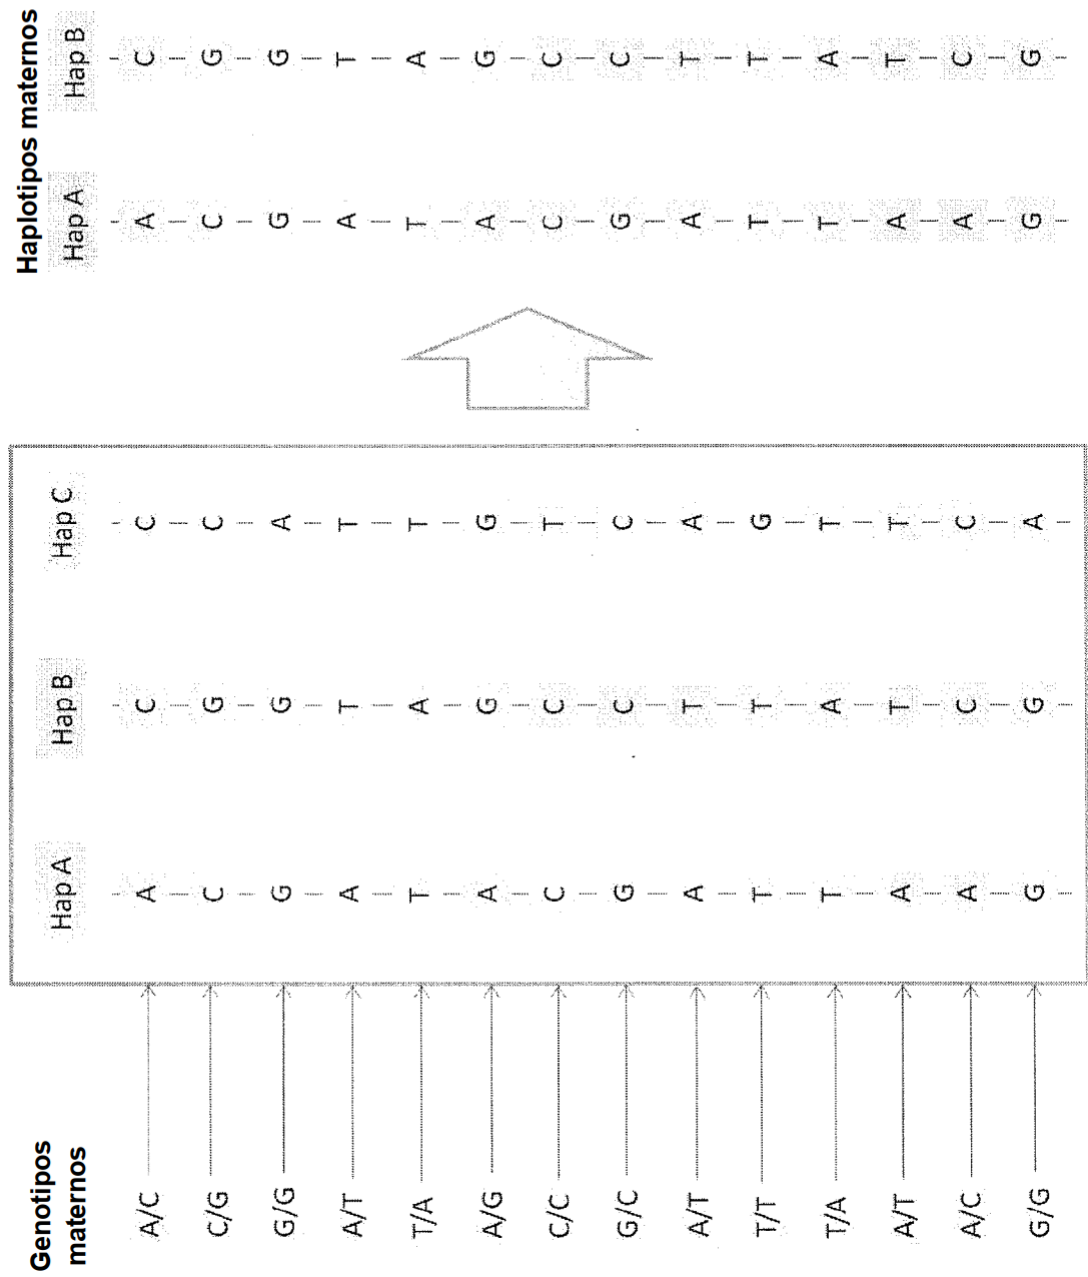 Genotipos
maternos
Haplotipos maternos
Hap A Hap B Hap C Hap A Hap B
A/C A C C A C
C/G C G C C G
G/G G G A G G
A/T A T T A T
T/A T A T T A
A/G A G G A G
C/C C C T C C
G/C G C C G C
A/T A T A A T
T/T T T G T T
T/A T A T T A
A/T A T T A T
A/C A C C A C
G/G G G A G G